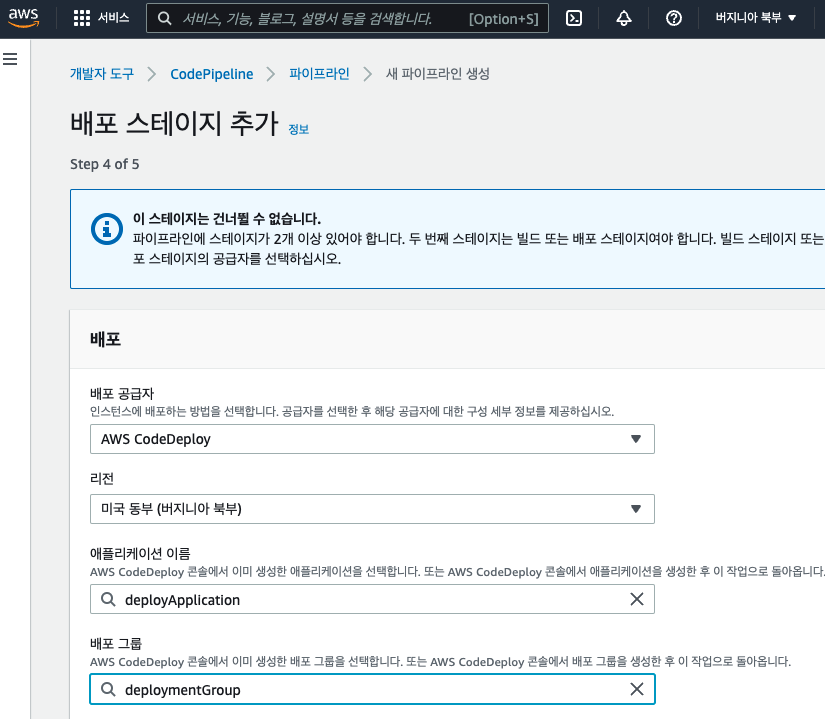 aws
서비스
서비스, 기능, 블로그, 설명서 등을 검색합니다.
[Option+S]
버지니아 북부
개발자 도구
CodePipeline
파이프라인
새 파이프라인 생성
배포 스테이지 추가 정보
Step 4 of 5
이 스테이지는 건너뛸 수 없습니다.
파이프라인에 스테이지가 2개 이상 있어야 합니다. 두 번째 스테이지는 빌드 또는 배포 스테이지여야 합니다. 빌드 스테이지 또는
포 스테이지의 공급자를 선택하십시오.
배포
배포 공급자
인스턴스에 배포하는 방법을 선택합니다. 공급자를 선택한 후 해당 공급자에 대한 구성 세부 정보를 제공하십시오.
AWS CodeDeploy
리전
미국 동부 (버지니아 북부)
애플리케이션 이름
AWS CodeDeploy 콘솔에서 이미 생성한 애플리케이션을 선택합니다. 또는 AWS CodeDeploy 콘솔에서 애플리케이션을 생성한 후 이 작업으로 돌아옵니다.
deployApplication
배포 그룹
AWS CodeDeploy 콘솔에서 이미 생성한 배포 그룹을 선택합니다. 또는 AWS CodeDeploy 콘솔에서 배포 그룹을 생성한 후 이 작업으로 돌아옵니다.
deploymentGroup